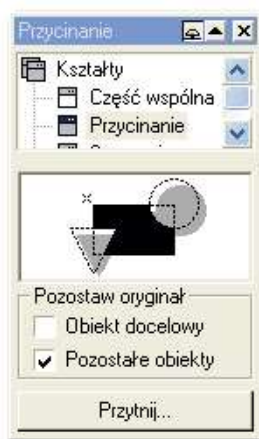 Przycinanie
Kształty
Część wspólna
Przycinanie
Pozostaw oryginał
Obiekt docelowy
Pozostałe obiekty
Przytnij...